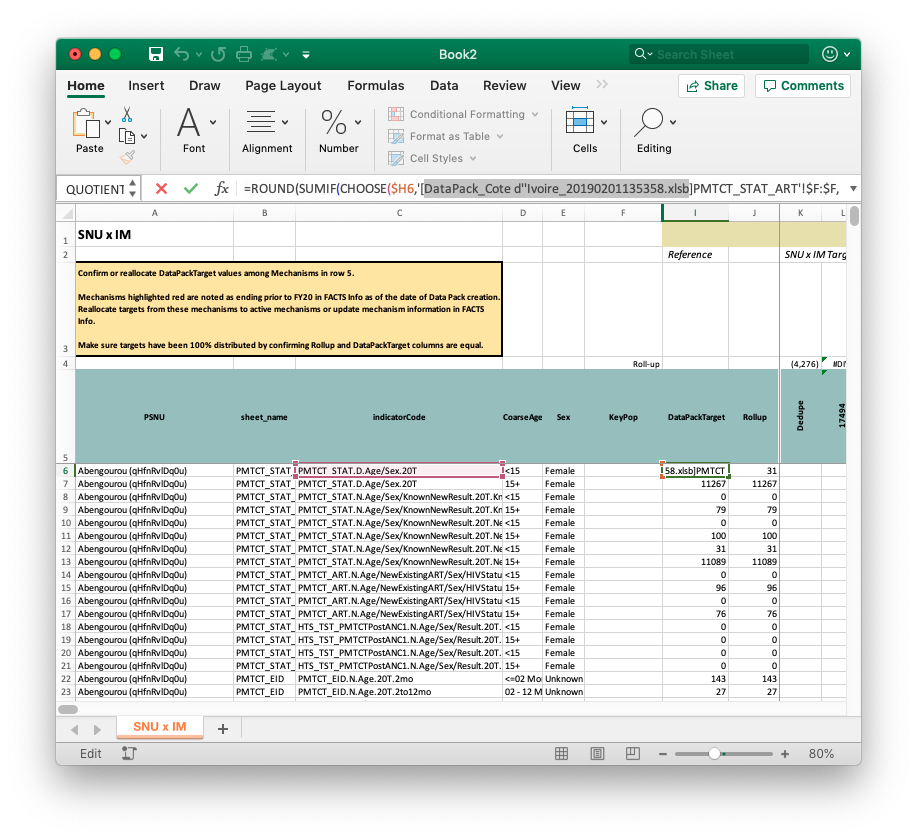 Book2
Search Sheet
Home Insert Draw Page Layout Formulas Data Review View Share Comments
Paste Font Alignment Number Conditional Formatting Format as Table Cell Styles Cells Editing
QUOTIENT fx =ROUND(SUMIF(CHOOSE($H6,'[DataPack_Cote d''Ivoire_20190201135358.xlsb]PMTCT_STAT_ART'!$F:$F,
A B C D E F I J K L
1 SNU x IM
2 Reference SNU x IM Targ
3 Confirm or reallocate DataPackTarget values among Mechanisms in row 5.
Mechanisms highlighted red are noted as ending prior to FY20 in FACTS Info as of the date of Data Pack creation.
Reallocate targets from these mechanisms to active mechanisms or update mechanism information in FACTS
Info.
Make sure targets have been 100% distributed by confirming Rollup and DataPackTarget columns are equal.
4 Roll-up (4,276) #DI
5 PSNU sheet_name indicatorCode CoarseAge Sex KeyPop DataPackTarget Rollup Dedupe 17494
6 Abengourou (qHfnRvlDq0u) PMTCT_STAT_ PMTCT_STAT.D.Age/Sex.20T <15 Female 58.xlsb]PMTCT 31
7 Abengourou (qHfnRvlDq0u) PMTCT_STAT_ PMTCT_STAT.D.Age/Sex.20T 15+ Female 11267 11267
8 Abengourou (qHfnRvlDq0u) PMTCT_STAT_ PMTCT_STAT.N.Age/Sex/KnownNewResult.20T.Kn <15 Female 0 0
9 Abengourou (qHfnRvlDq0u) PMTCT_STAT_ PMTCT_STAT.N.Age/Sex/KnownNewResult.20T.Kn 15+ Female 79 79
10 Abengourou (qHfnRvlDq0u) PMTCT_STAT_ PMTCT_STAT.N.Age/Sex/KnownNewResult.20T.Ne <15 Female 0 0
11 Abengourou (qHfnRvlDq0u) PMTCT_STAT_ PMTCT_STAT.N.Age/Sex/KnownNewResult.20T.Ne 15+ Female 100 100
12 Abengourou (qHfnRvlDq0u) PMTCT_STAT_ PMTCT_STAT.N.Age/Sex/KnownNewResult.20T.Ne <15 Female 31 31
13 Abengourou (qHfnRvlDq0u) PMTCT_STAT_ PMTCT_STAT.N.Age/Sex/KnownNewResult.20T.Ne 15+ Female 11089 11089
14 Abengourou (qHfnRvlDq0u) PMTCT_STAT_ PMTCT_ART.N.Age/NewExistingART/Sex/HIVStatu <15 Female 0 0
15 Abengourou (qHfnRvlDq0u) PMTCT_STAT_ PMTCT_ART.N.Age/NewExistingART/Sex/HIVStatu 15+ Female 96 96
16 Abengourou (qHfnRvlDq0u) PMTCT_STAT_ PMTCT_ART.N.Age/NewExistingART/Sex/HIVStatu <15 Female 0 0
17 Abengourou (qHfnRvlDq0u) PMTCT_STAT_ PMTCT_ART.N.Age/NewExistingART/Sex/HIVStatu 15+ Female 76 76
18 Abengourou (qHfnRvlDq0u) PMTCT_STAT_ HTS_TST_PMTCTPostANC1.N.Age/Sex/Result.20T. <15 Female 0 0
19 Abengourou (qHfnRvlDq0u) PMTCT_STAT_ HTS_TST_PMTCTPostANC1.N.Age/Sex/Result.20T. 15+ Female 0 0
20 Abengourou (qHfnRvlDq0u) PMTCT_STAT_ HTS_TST_PMTCTPostANC1.N.Age/Sex/Result.20T. <15 Female 0 0
21 Abengourou (qHfnRvlDq0u) PMTCT_STAT_ HTS_TST_PMTCTPostANC1.N.Age/Sex/Result.20T. 15+ Female 0 0
22 Abengourou (qHfnRvlDq0u) PMTCT_EID PMTCT_EID.N.Age.20T.2mo <=02 Mo Unknown 143 143
23 Abengourou (qHfnRvlDq0u) PMTCT_EID PMTCT_EID.N.Age.20T.2to12mo 02 - 12 M Unknown 27 27
SNU x IM +
Edit 80%